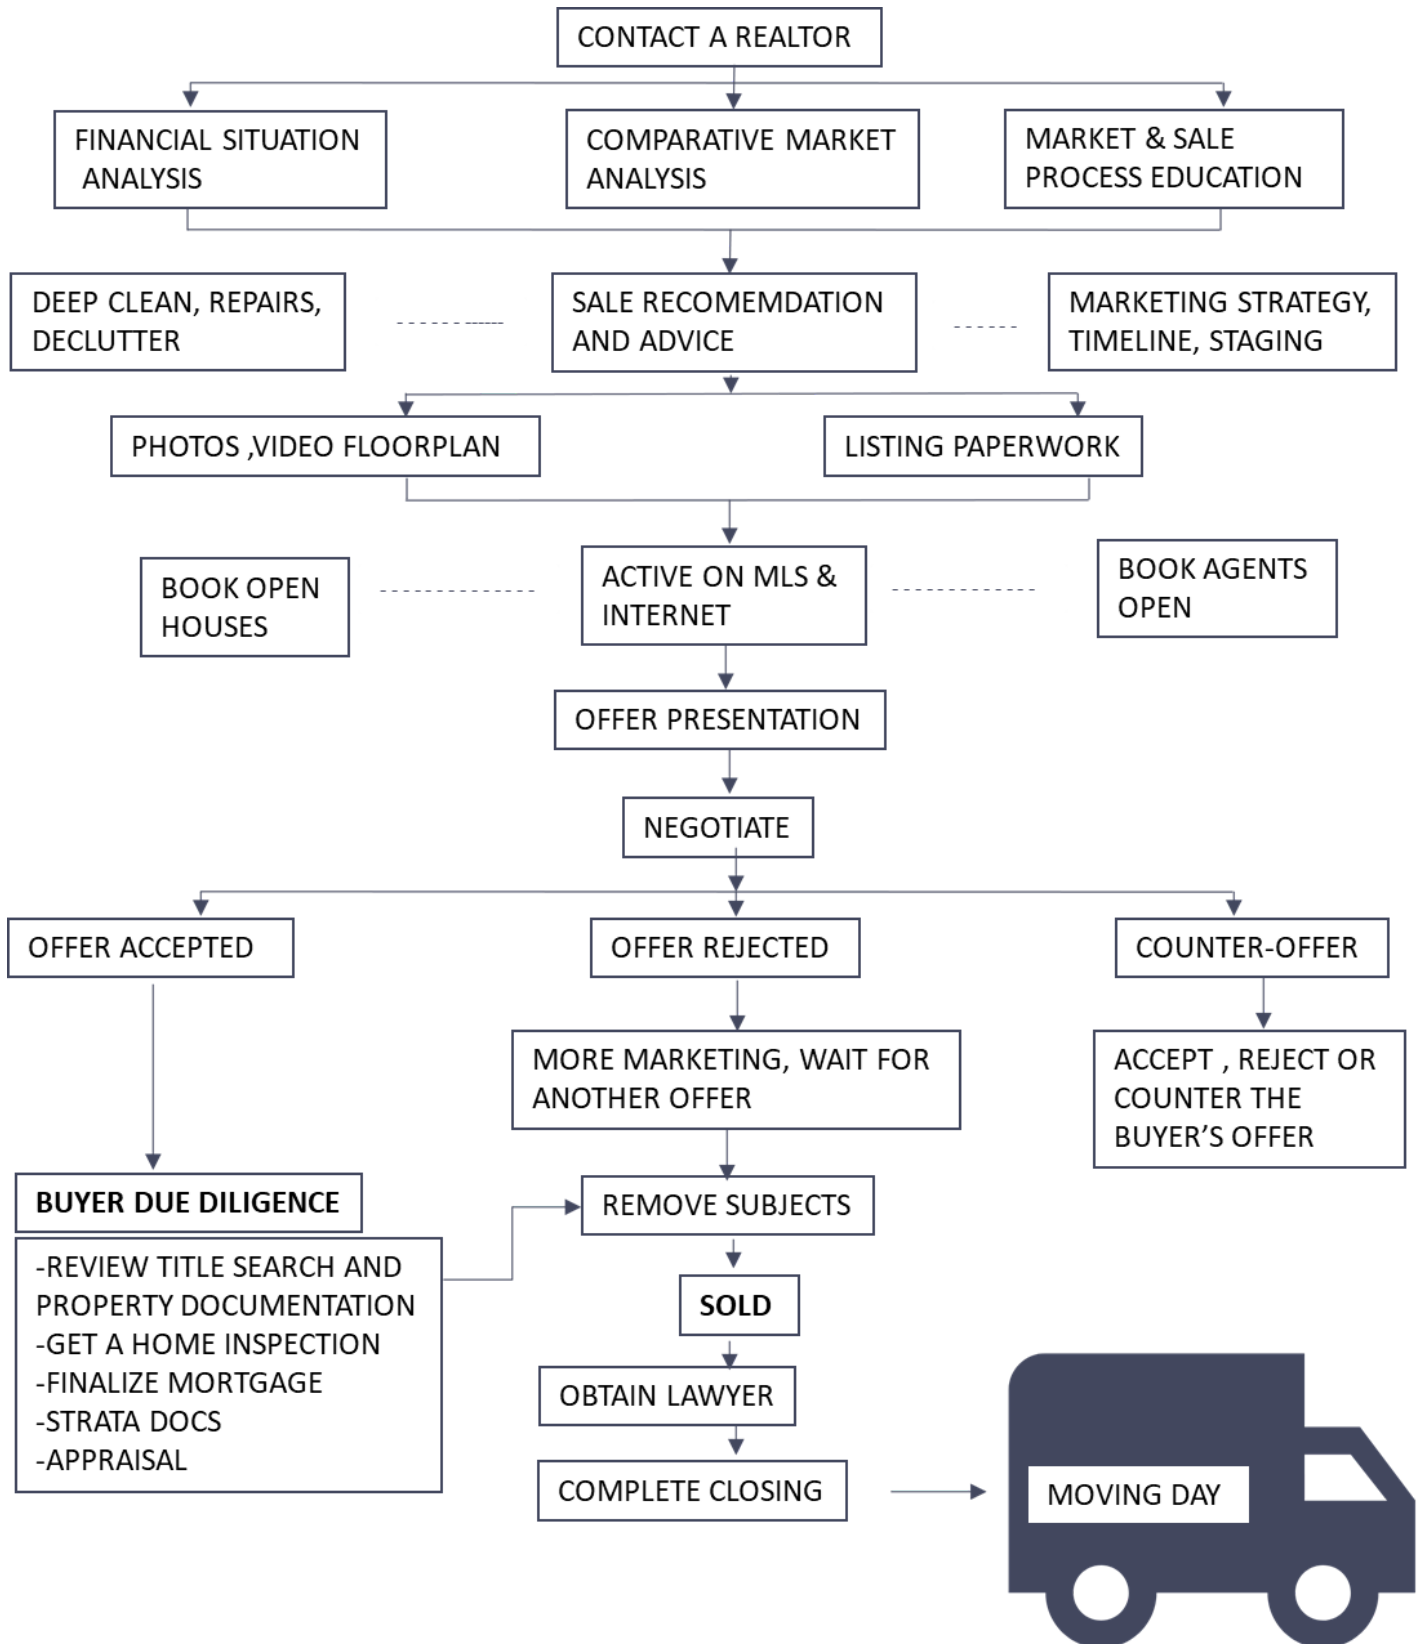 CONTACT A REALTOR
FINANCIAL SITUATION
ANALYSIS
COMPARATIVE MARKET
ANALYSIS
MARKET & SALE
PROCESS EDUCATION
DEEP CLEAN, REPAIRS,
DECLUTTER
SALE RECOMEMDATION
AND ADVICE
MARKETING STRATEGY,
TIMELINE, STAGING
PHOTOS ,VIDEO FLOORPLAN
LISTING PAPERWORK
BOOK OPEN
HOUSES
ACTIVE ON MLS &
INTERNET
BOOK AGENTS
OPEN
OFFER PRESENTATION
NEGOTIATE
OFFER ACCEPTED
OFFER REJECTED
COUNTER-OFFER
MORE MARKETING, WAIT FOR
ANOTHER OFFER
ACCEPT , REJECT OR
COUNTER THE
BUYER’S OFFER
BUYER DUE DILIGENCE
-REVIEW TITLE SEARCH AND
PROPERTY DOCUMENTATION
-GET A HOME INSPECTION
-FINALIZE MORTGAGE
-STRATA DOCS
-APPRAISAL
REMOVE SUBJECTS
SOLD
OBTAIN LAWYER
COMPLETE CLOSING
MOVING DAY